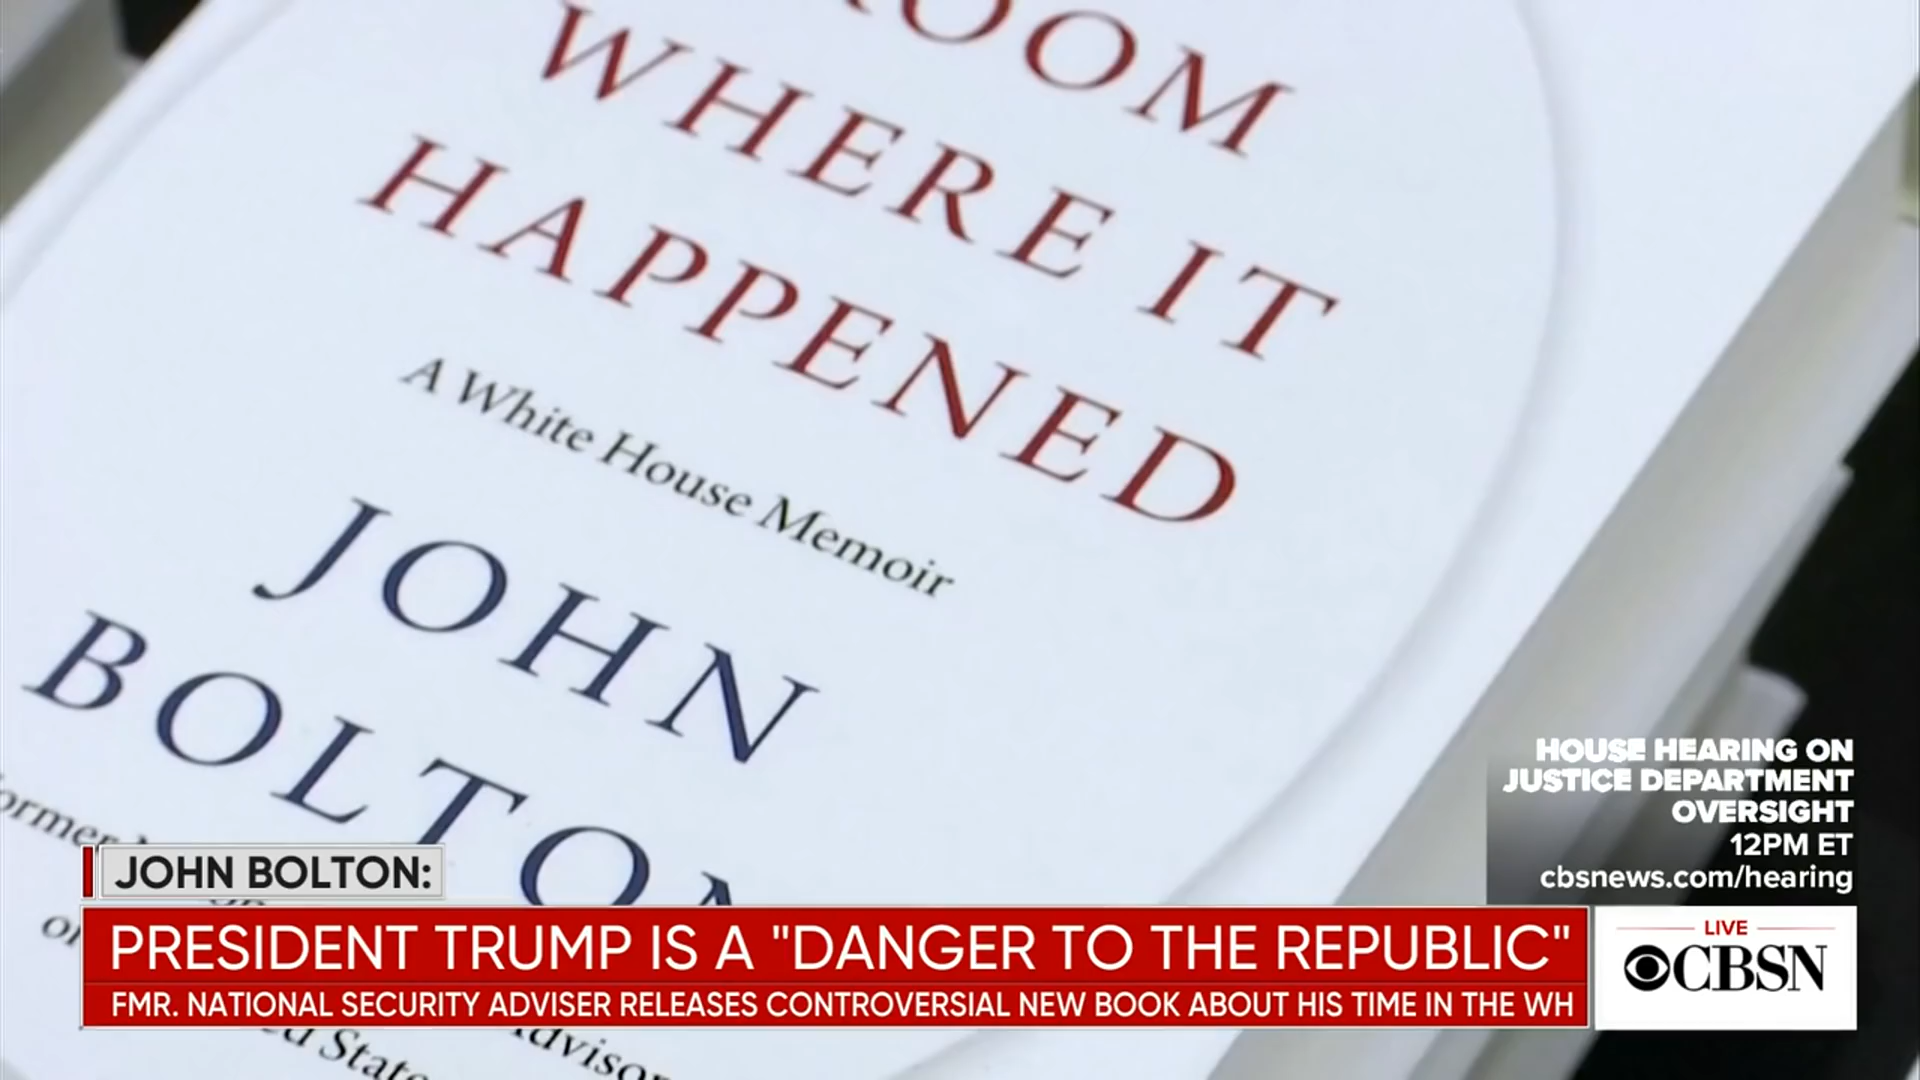 ROOM
WHERE IT
HAPPENED
A White House Memoir
JOHN
BOLTON
HOUSE HEARING ON
JUSTICE DEPARTMENT
OVERSIGHT
12PM ET
cbsnews.com/hearing
JOHN BOLTON:
PRESIDENT TRUMP IS A "DANGER TO THE REPUBLIC"
FMR. NATIONAL SECURITY ADVISER RELEASES CONTROVERSIAL NEW BOOK ABOUT HIS TIME IN THE WH
LIVE
CBSN